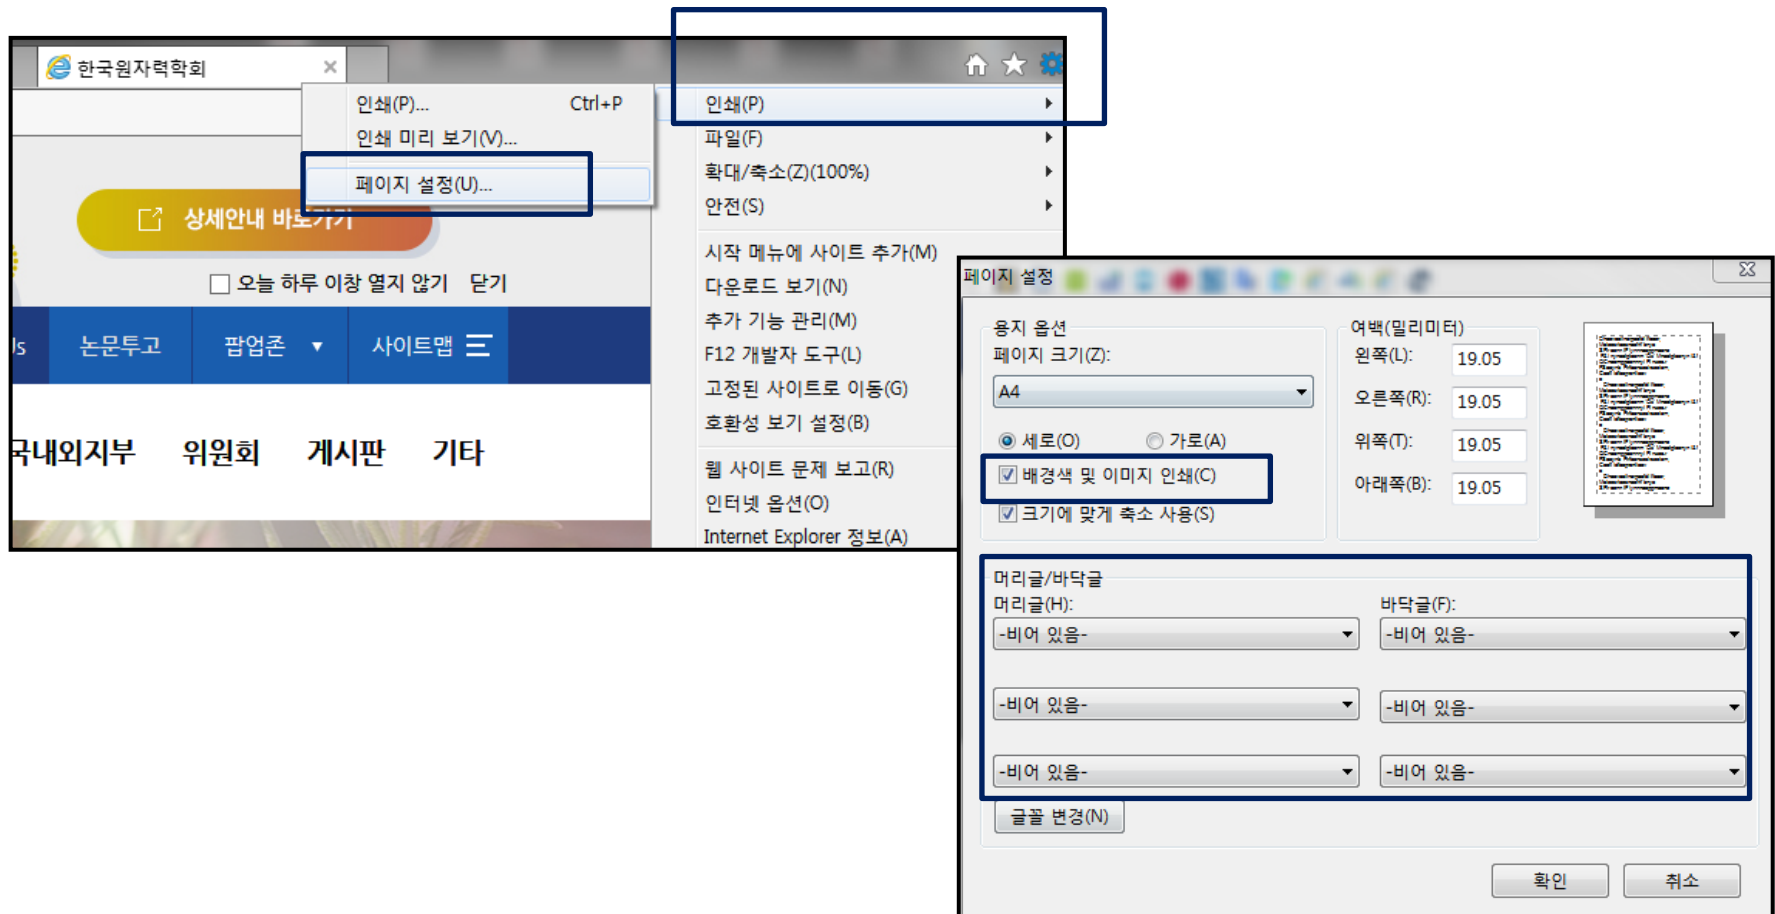 한국원자력학회
인쇄(P)... Ctrl+P
인쇄 미리 보기(V)...
페이지 설정(U)...
인쇄(P)
파일(F)
확대/축소(Z)(100%)
안전(S)
시작 메뉴에 사이트 추가(M)
다운로드 보기(N)
추가 기능 관리(M)
F12 개발자 도구(L)
고정된 사이트로 이동(G)
호환성 보기 설정(B)
웹 사이트 문제 보고(R)
인터넷 옵션(O)
Internet Explorer 정보(A)
상세안내 바로가기
오늘 하루 이창 열지 않기 닫기
Us 논문투고 팝업존 사이트맵
국내외지부 위원회 게시판 기타
페이지 설정
용지 옵션
페이지 크기(Z):
A4
세로(O) 가로(A)
배경색 및 이미지 인쇄(C)
크기에 맞게 축소 사용(S)
여백(밀리미터)
왼쪽(L): 19.05
오른쪽(R): 19.05
위쪽(T): 19.05
아래쪽(B): 19.05
머리글/바닥글
머리글(H): 바닥글(F):
-비어 있음- -비어 있음-
-비어 있음- -비어 있음-
-비어 있음- -비어 있음-
글꼴 변경(N)
확인 취소